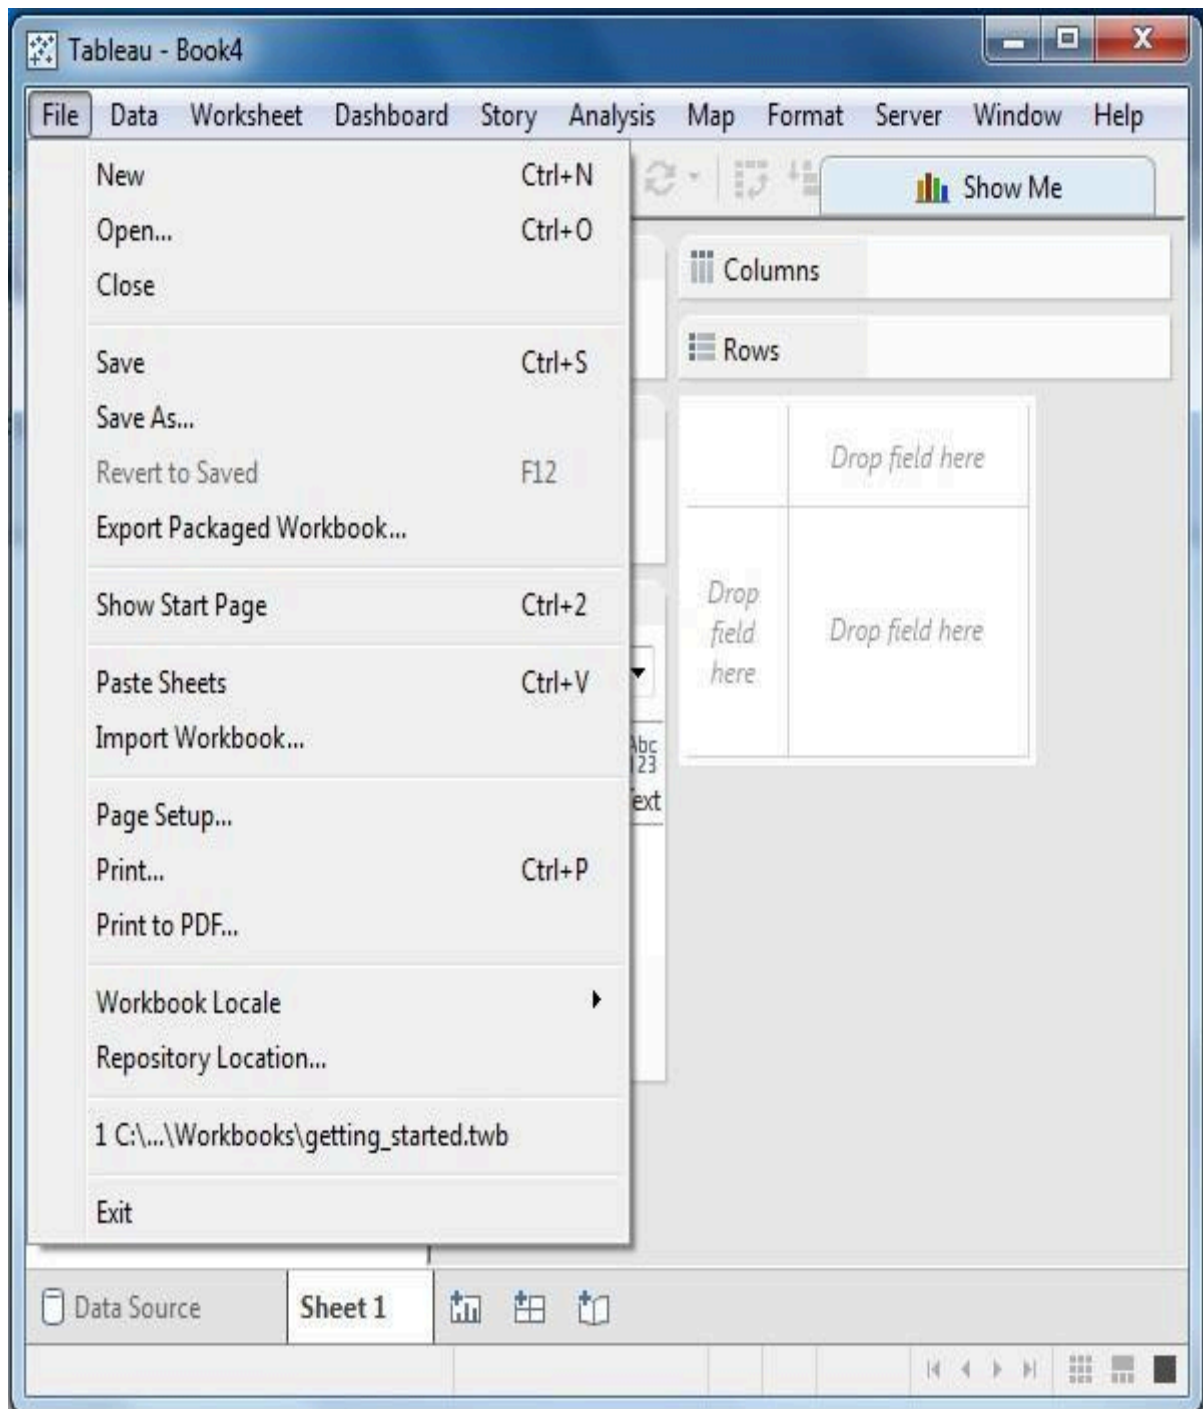 Tableau - Book4
File Data Worksheet Dashboard Story Analysis Map Format Server Window Help
New Ctrl+N
Open... Ctrl+O
Close
Save Ctrl+S
Save As...
Revert to Saved F12
Export Packaged Workbook...
Show Start Page Ctrl+2
Paste Sheets Ctrl+V
Import Workbook...
Page Setup...
Print... Ctrl+P
Print to PDF...
Workbook Locale
Repository Location...
1 C:\...\Workbooks\getting_started.twb
Exit
Show Me
Columns
Rows
Drop field here
Drop
field
here
Drop field here
Abc
123
ext
Data Source Sheet 1